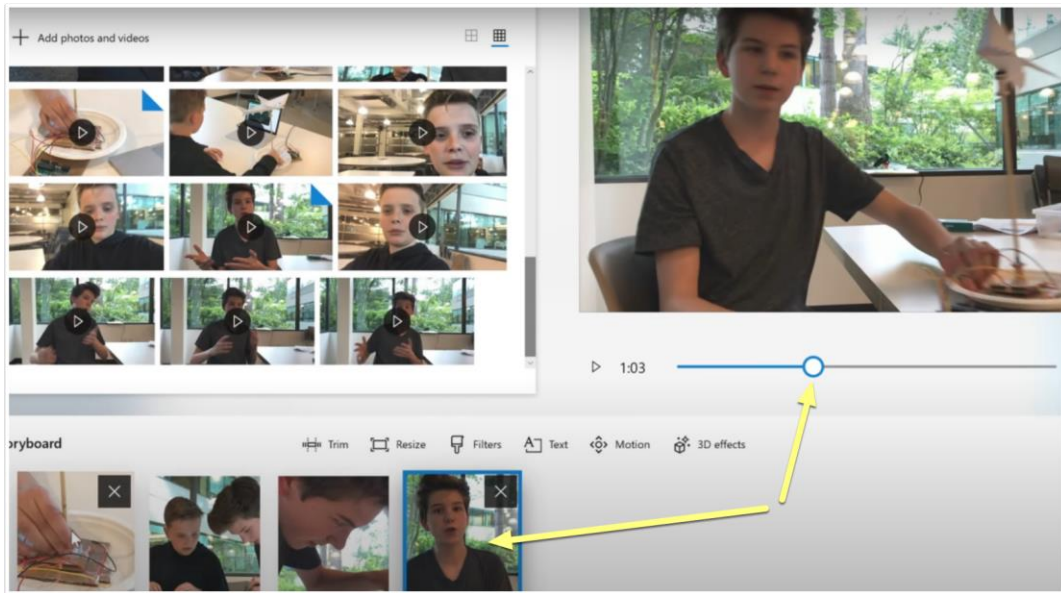 Add photos and videos
1:03
oryboard
Trim Resize Filters Text Motion 3D effects